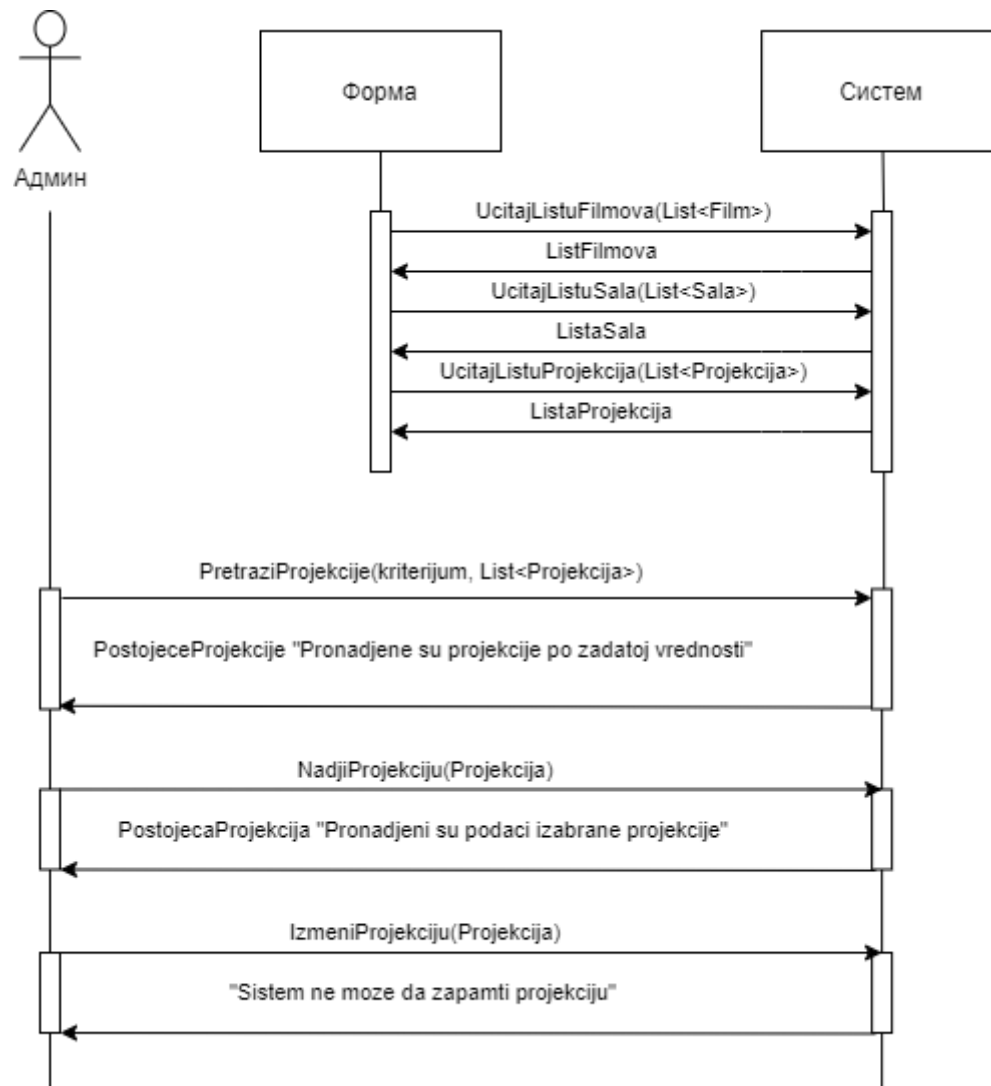 Форма
Систем
Админ
UcitajListuFilmova(List<Film>)
ListFilmova
UcitajListuSala(List<Sala>)
ListaSala
UcitajListuProjekcija(List<Projekcija>)
ListaProjekcija
PretraziProjekcije(kriterijum, List<Projekcija>)
PostojeceProjekcije "Pronadjene su projekcije po zadatoj vrednosti"
NadjiProjekciju(Projekcija)
PostojecaProjekcija "Pronadjeni su podaci izabrane projekcije"
IzmeniProjekciju(Projekcija)
"Sistem ne moze da zapamti projekciju"